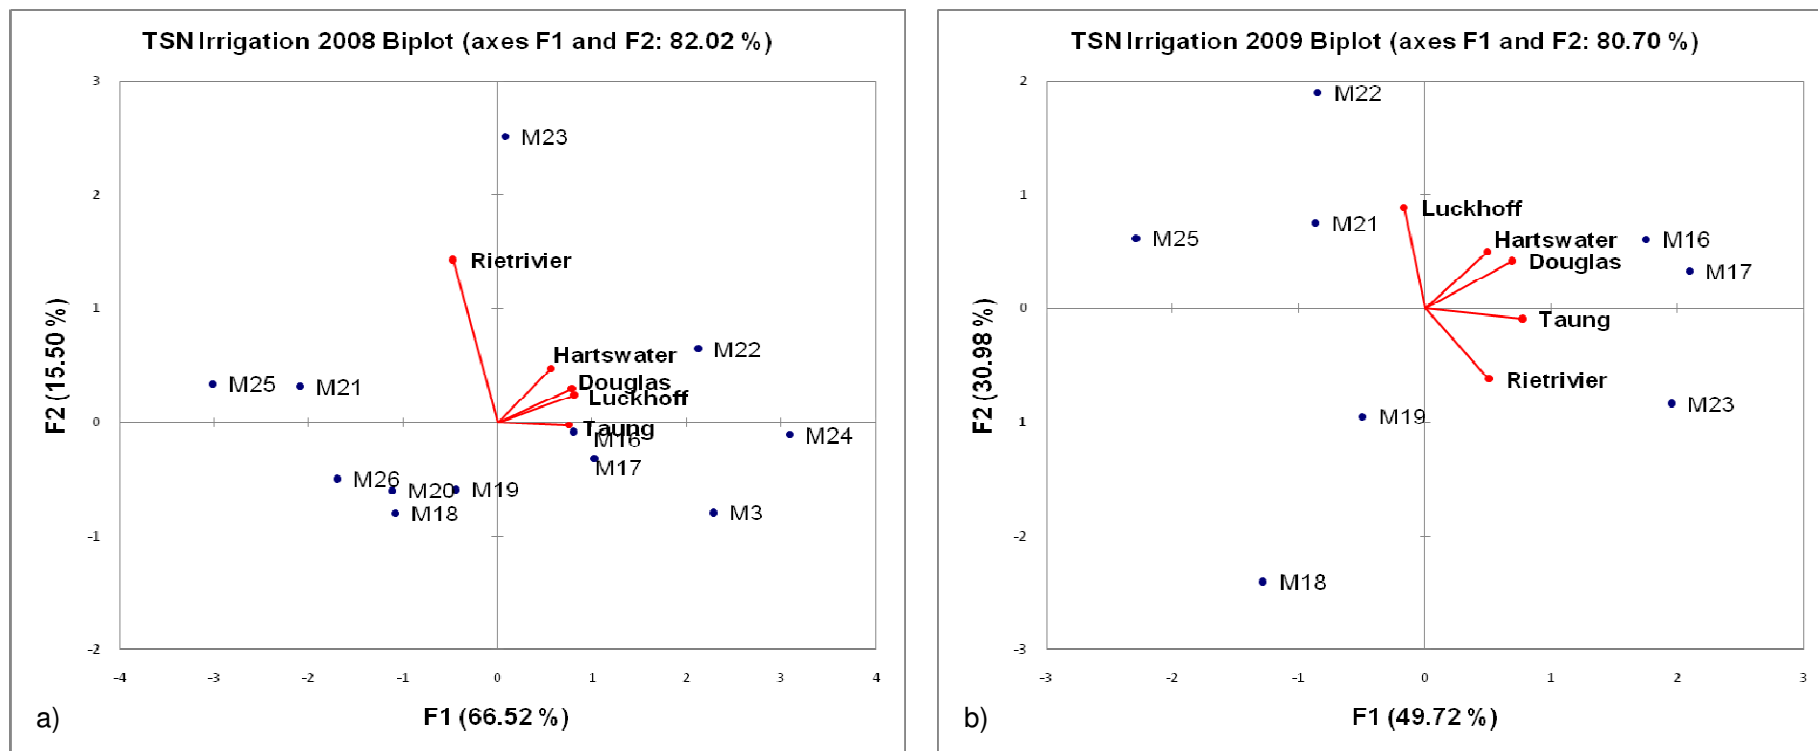 TSN Irrigation 2008 Biplot (axes F1 and F2: 82.02 %)
3
M23
2
Rietrivier
1
M22
Hartswater
M25
M21
Douglas
Luckhoff
0
Taung
M16
M24
M17
M26
M20
M19
M18
M3
-1
-2
-4
-3
-2
-1
0
1
2
3
4
F2 (15.50 %)
F1 (66.52 %)
a)
TSN Irrigation 2009 Biplot (axes F1 and F2: 80.70 %)
2
M22
1
Luckhoff
M21
M25
Hartswater
M16
Douglas
M17
0
Taung
Rietrivier
M23
M19
-1
-2
M18
-3
-3
-2
-1
0
1
2
3
F2 (30.98 %)
F1 (49.72 %)
b)